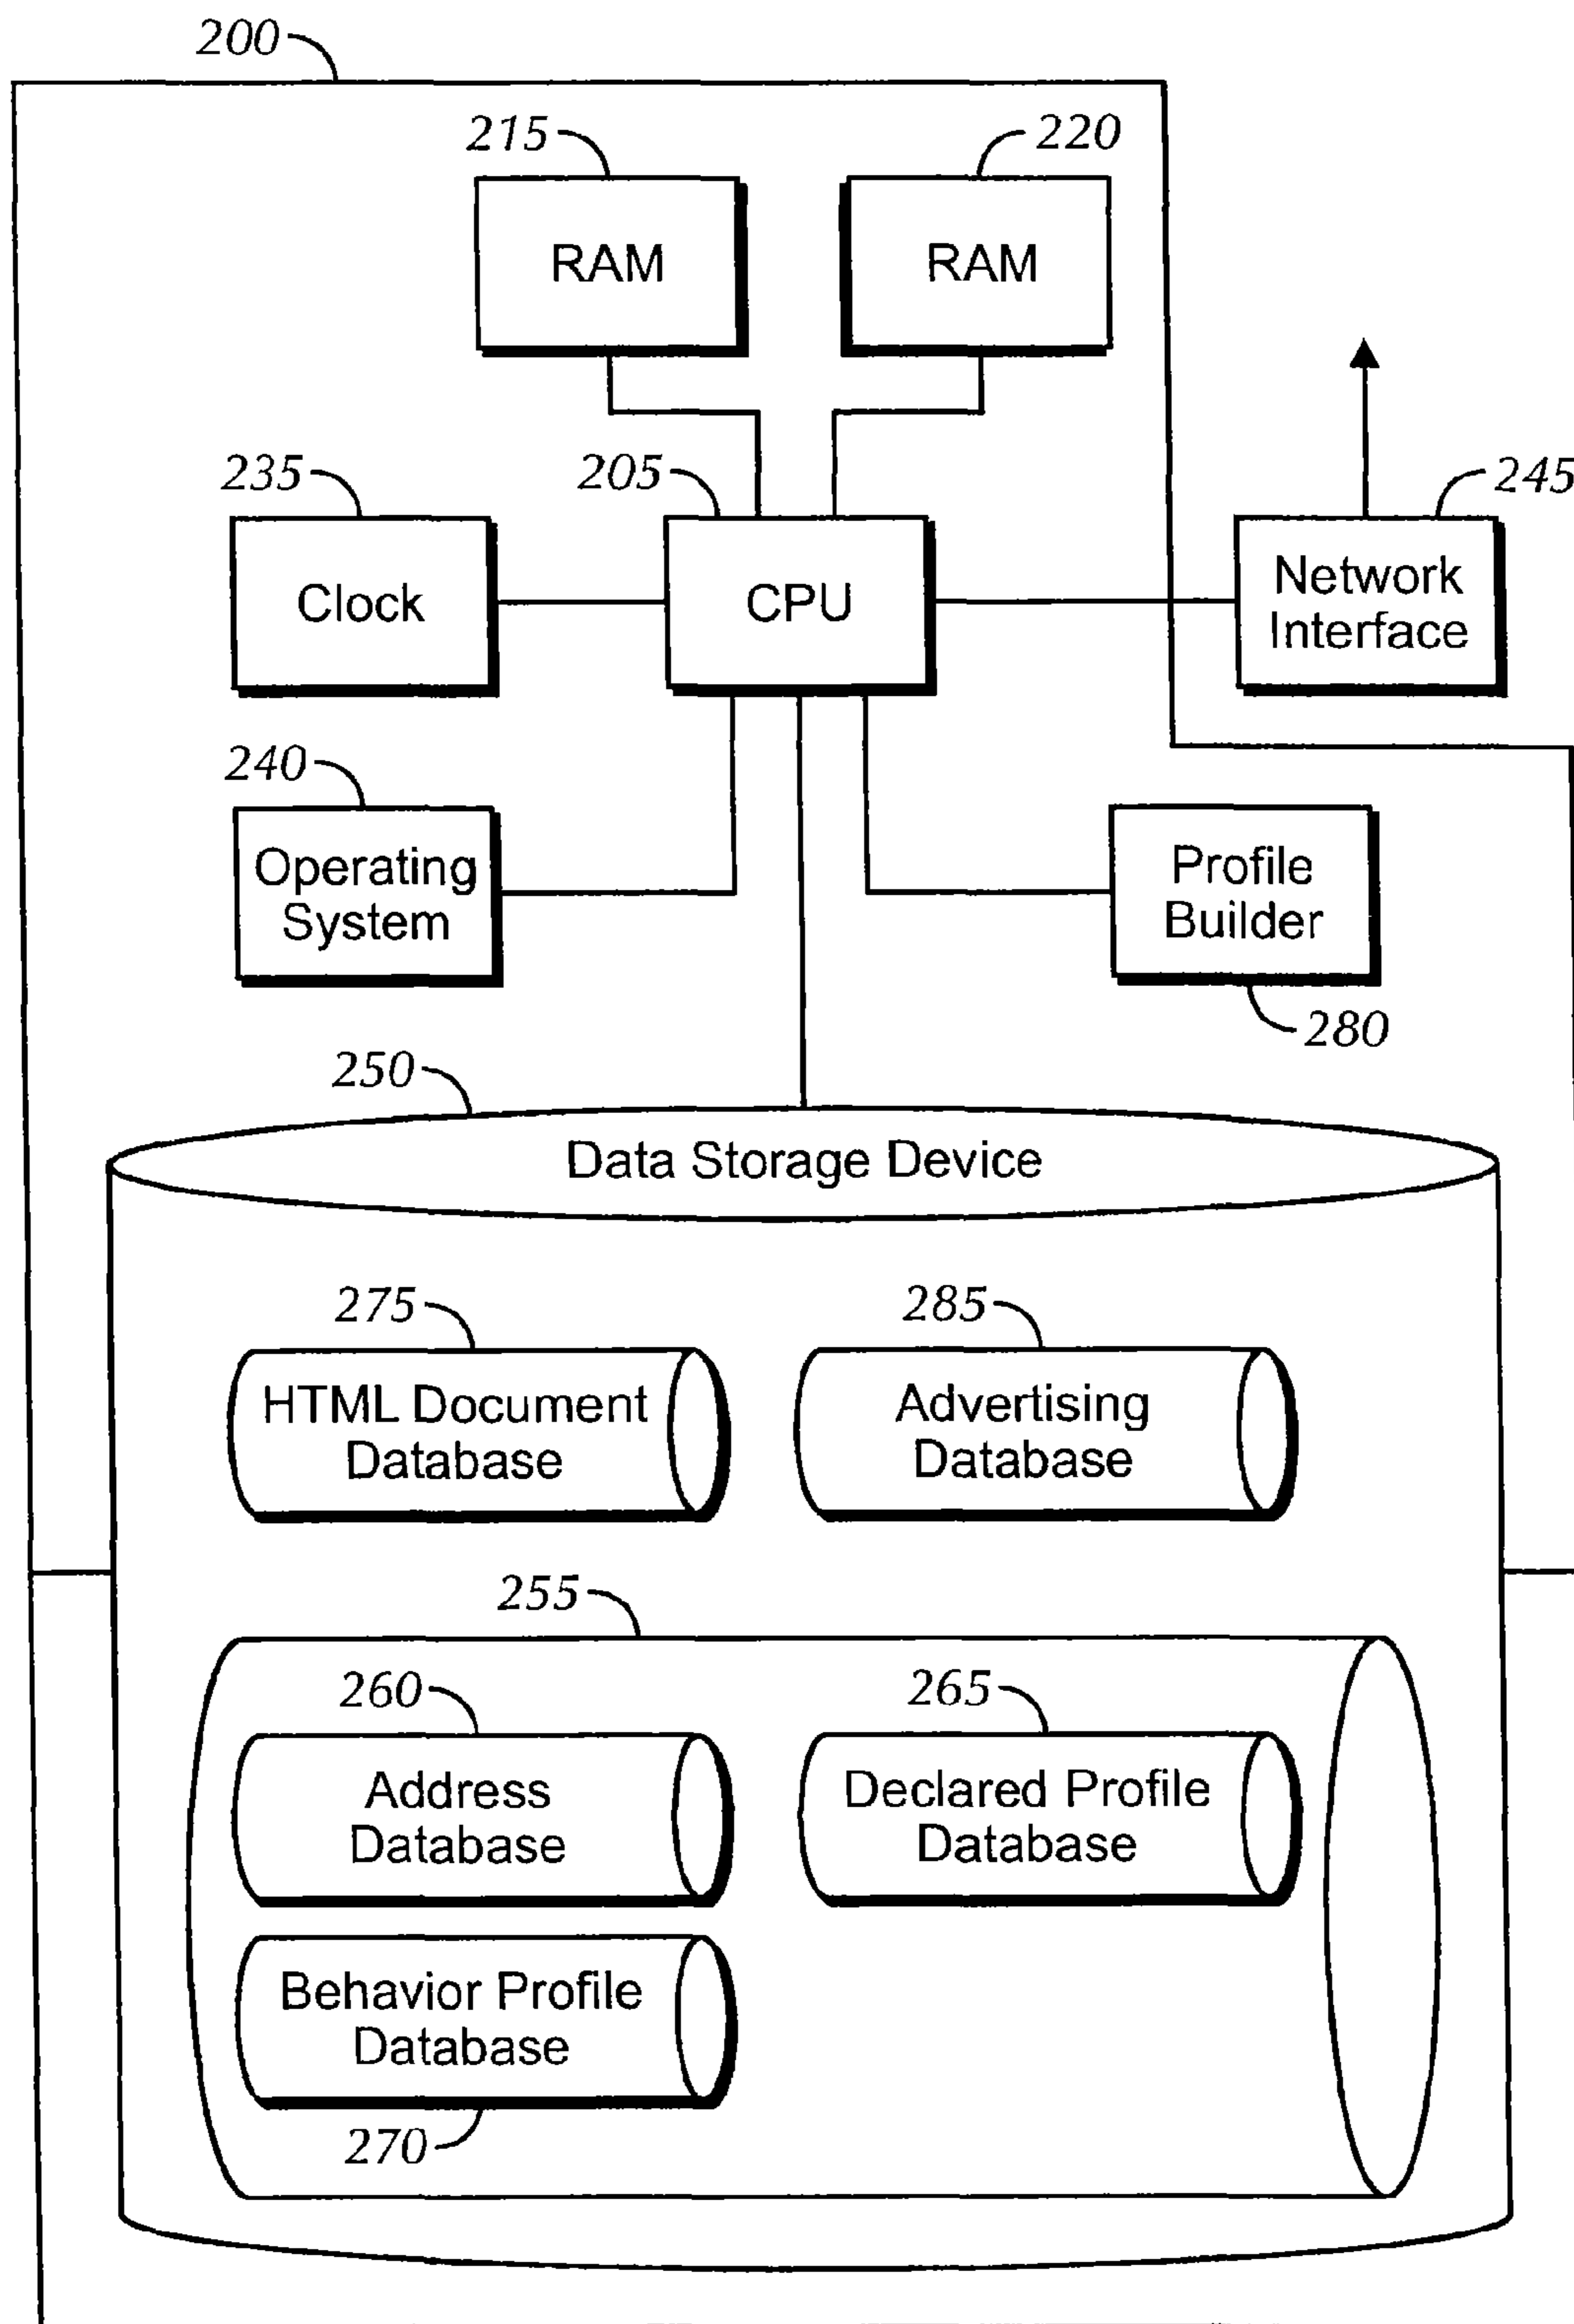 200
215
220
RAM
RAM
235
205
245
Clock
CPU
Network
Interface
240
Operating
System
Profile
Builder
280
250
Data Storage Device
275
285
HTML Document
Database
Advertising
Database
255
260
265
Address
Database
Declared Profile
Database
Behavior Profile
Database
270